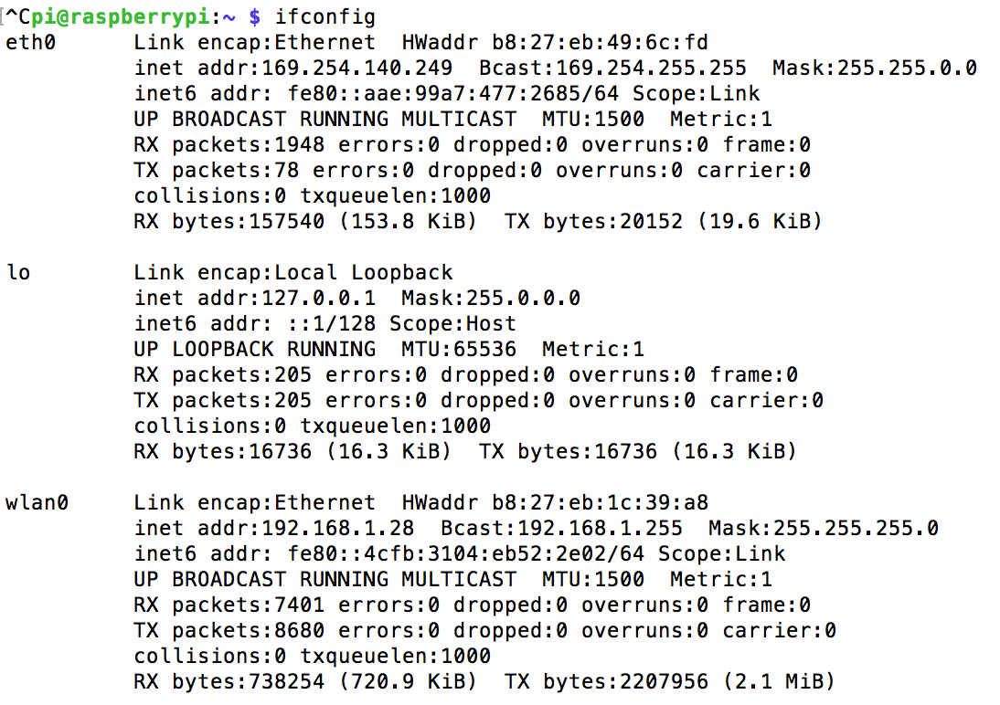 [^Cpi@raspberrypi:~ $ ifconfig
eth0      Link encap:Ethernet  HWaddr b8:27:eb:49:6c:fd
          inet addr:169.254.140.249  Bcast:169.254.255.255  Mask:255.255.0.0
          inet6 addr: fe80::aae:99a7:477:2685/64 Scope:Link
          UP BROADCAST RUNNING MULTICAST  MTU:1500  Metric:1
          RX packets:1948 errors:0 dropped:0 overruns:0 frame:0
          TX packets:78 errors:0 dropped:0 overruns:0 carrier:0
          collisions:0 txqueuelen:1000
          RX bytes:157540 (153.8 KiB)  TX bytes:20152 (19.6 KiB)

lo        Link encap:Local Loopback
          inet addr:127.0.0.1  Mask:255.0.0.0
          inet6 addr: ::1/128 Scope:Host
          UP LOOPBACK RUNNING  MTU:65536  Metric:1
          RX packets:205 errors:0 dropped:0 overruns:0 frame:0
          TX packets:205 errors:0 dropped:0 overruns:0 carrier:0
          collisions:0 txqueuelen:1000
          RX bytes:16736 (16.3 KiB)  TX bytes:16736 (16.3 KiB)

wlan0     Link encap:Ethernet  HWaddr b8:27:eb:1c:39:a8
          inet addr:192.168.1.28  Bcast:192.168.1.255  Mask:255.255.255.0
          inet6 addr: fe80::4cfb:3104:eb52:2e02/64 Scope:Link
          UP BROADCAST RUNNING MULTICAST  MTU:1500  Metric:1
          RX packets:7401 errors:0 dropped:0 overruns:0 frame:0
          TX packets:8680 errors:0 dropped:0 overruns:0 carrier:0
          collisions:0 txqueuelen:1000
          RX bytes:738254 (720.9 KiB)  TX bytes:2207956 (2.1 MiB)